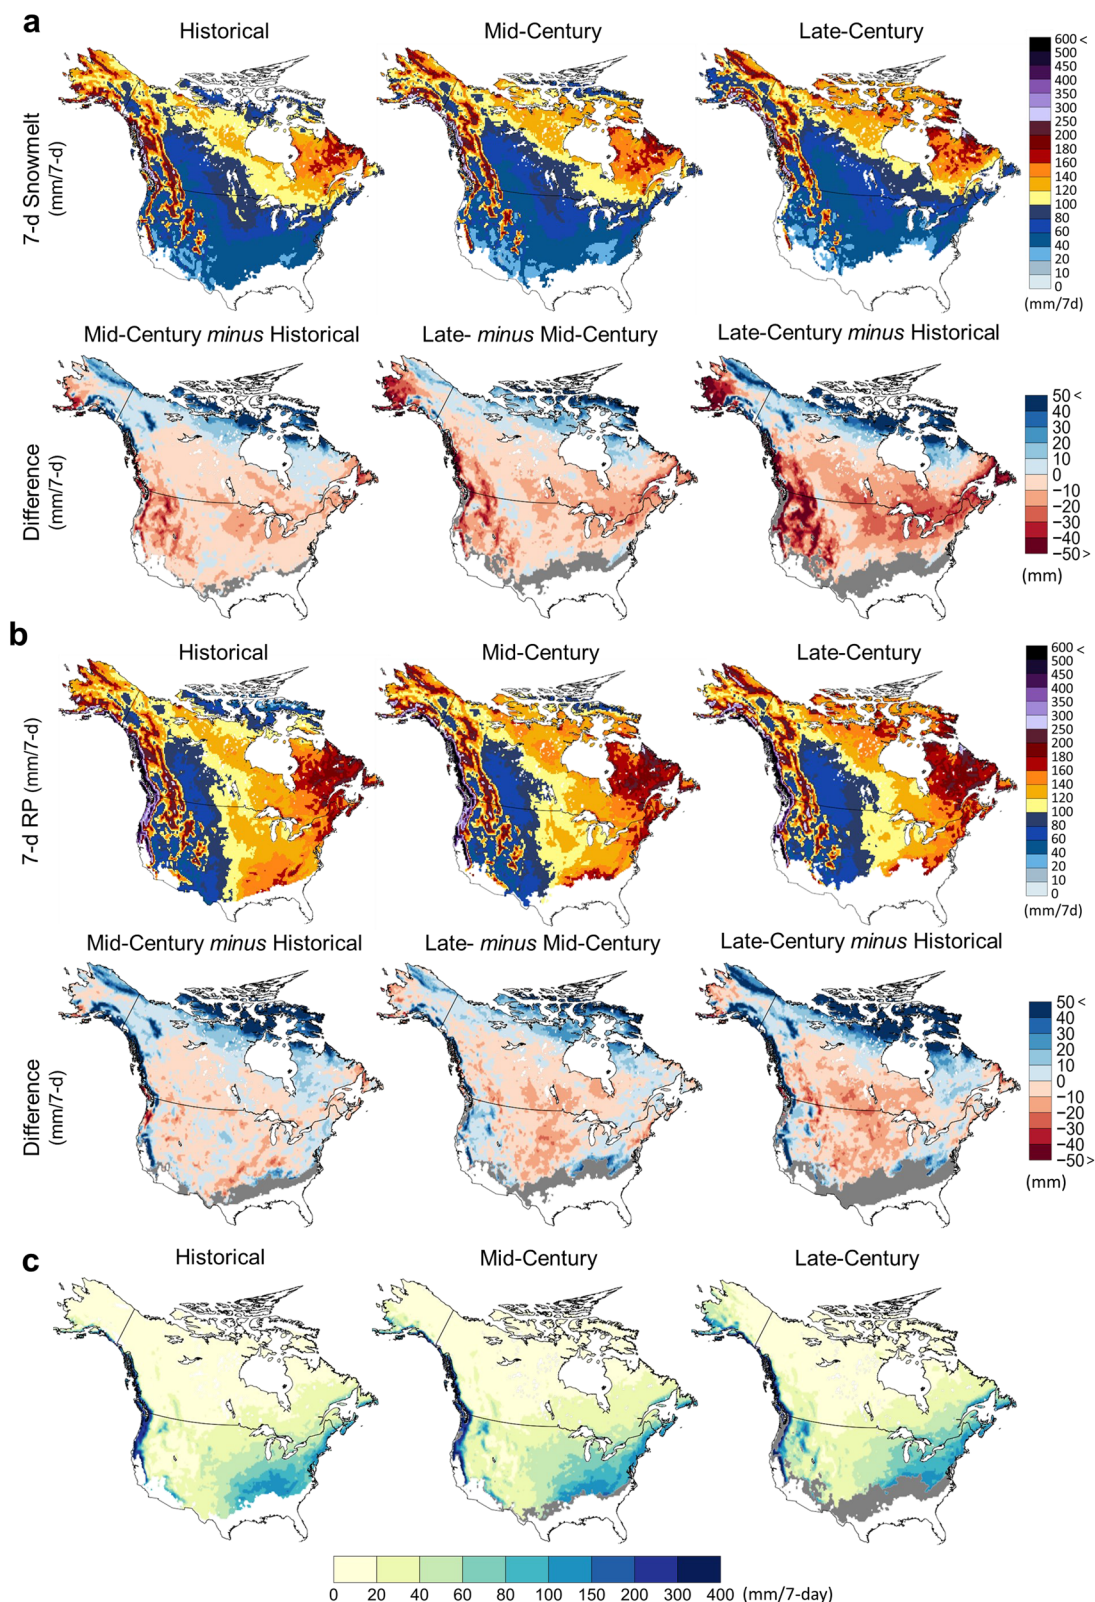 a
Historical
Mid-Century
Late-Century
7-d Snowmelt
(mm/7-d)
600 <
500
450
400
350
300
250
200
180
160
140
120
100
80
60
40
20
10
0
(mm/7d)
Mid-Century minus Historical
Late- minus Mid-Century
Late-Century minus Historical
Difference
(mm/7-d)
50 <
40
30
20
10
0
−10
−20
−30
−40
−50 >
(mm)
b
Historical
Mid-Century
Late-Century
7-d RP (mm/7-d)
600 <
500
450
400
350
300
250
200
180
160
140
120
100
80
60
40
20
10
0
(mm/7d)
Mid-Century minus Historical
Late- minus Mid-Century
Late-Century minus Historical
Difference
(mm/7-d)
50 <
40
30
20
10
0
−10
−20
−30
−40
−50 >
(mm)
c
Historical
Mid-Century
Late-Century
0 20 40 60 80 100 150 200 300 400 (mm/7-day)